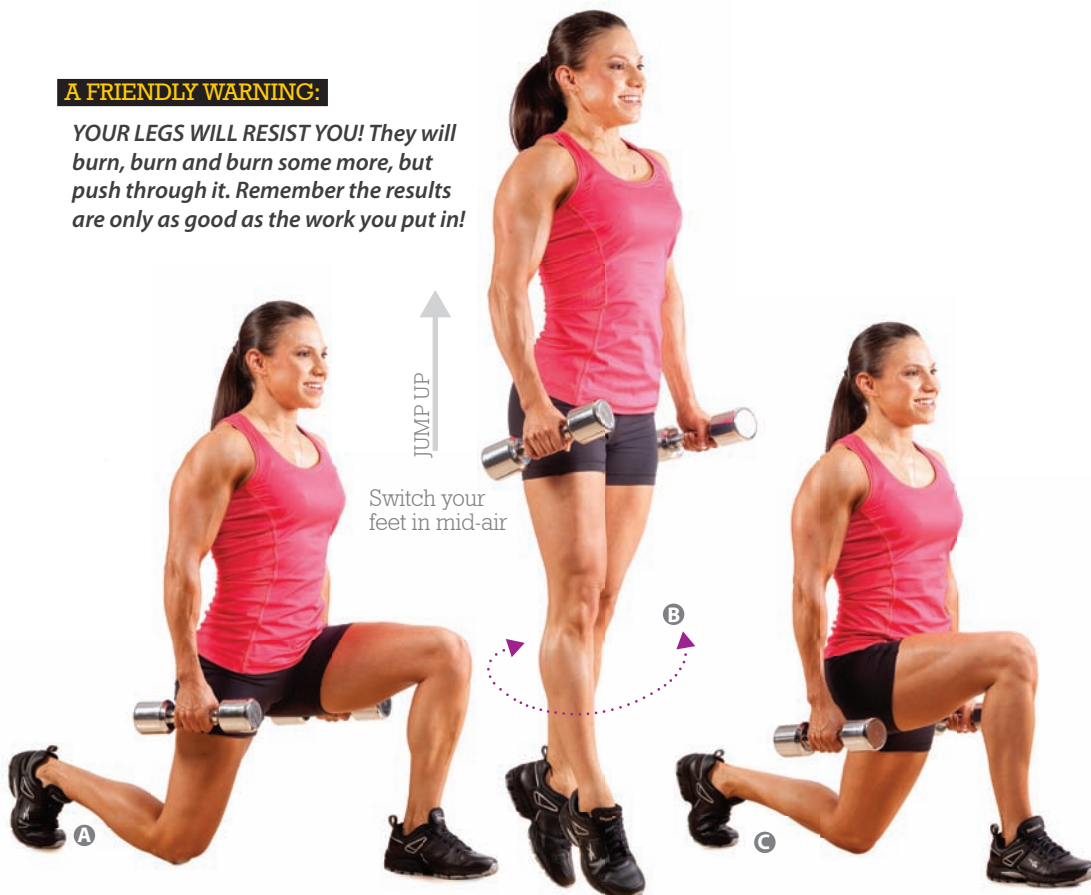 A FRIENDLY WARNING:
YOUR LEGS WILL RESIST YOU! They will
burn, burn and burn some more, but
push through it. Remember the results
are only as good as the work you put in!
JUMP UP
Switch your
feet in mid-air
A
B
C